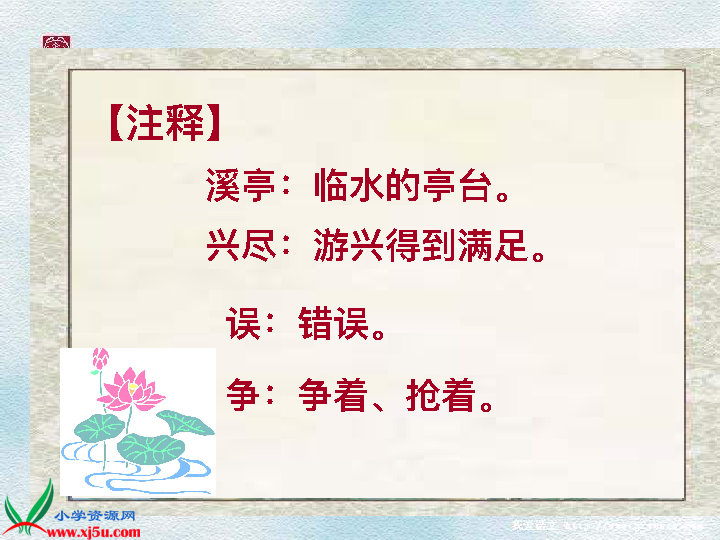 【注释】
溪亭：临水的亭台。
兴尽：游兴得到满足。
误：错误。
争：争着、抢着。
小学资源网
www.xj5u.com